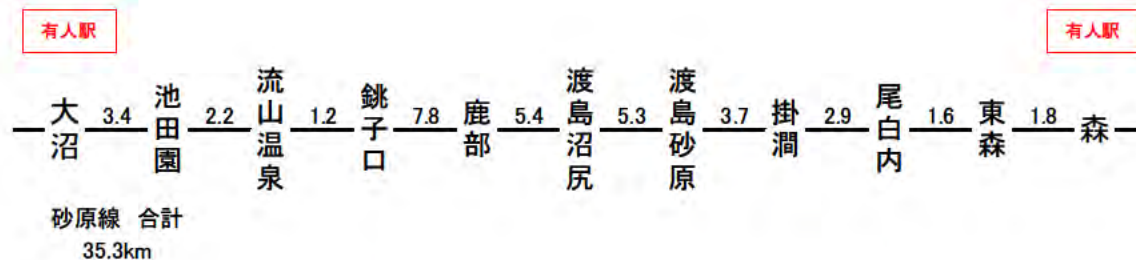 有人駅
有人駅
大沼
3.4
池田園
2.2
流山温泉
1.2
銚子口
7.8
鹿部
5.4
渡島沼尻
5.3
渡島砂原
3.7
掛澗
2.9
尾白内
1.6
東森
1.8
森
砂原線 合計
35.3km